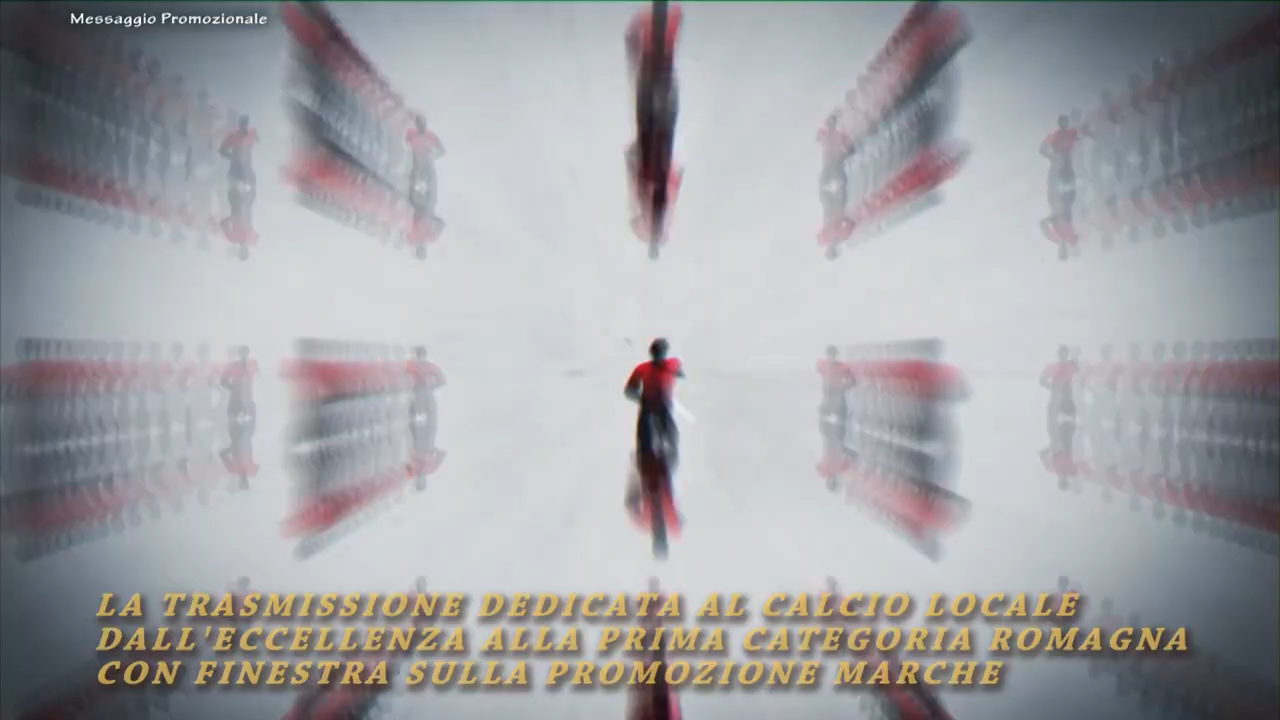 Messaggio Promozionale
LA TRASMISSIONE DEDICATA AL CALCIO LOCALE
DALL'ECCELLENZA ALLA PRIMA CATEGORIA ROMAGNA
CON FINESTRA SULLA PROMOZIONE MARCHE